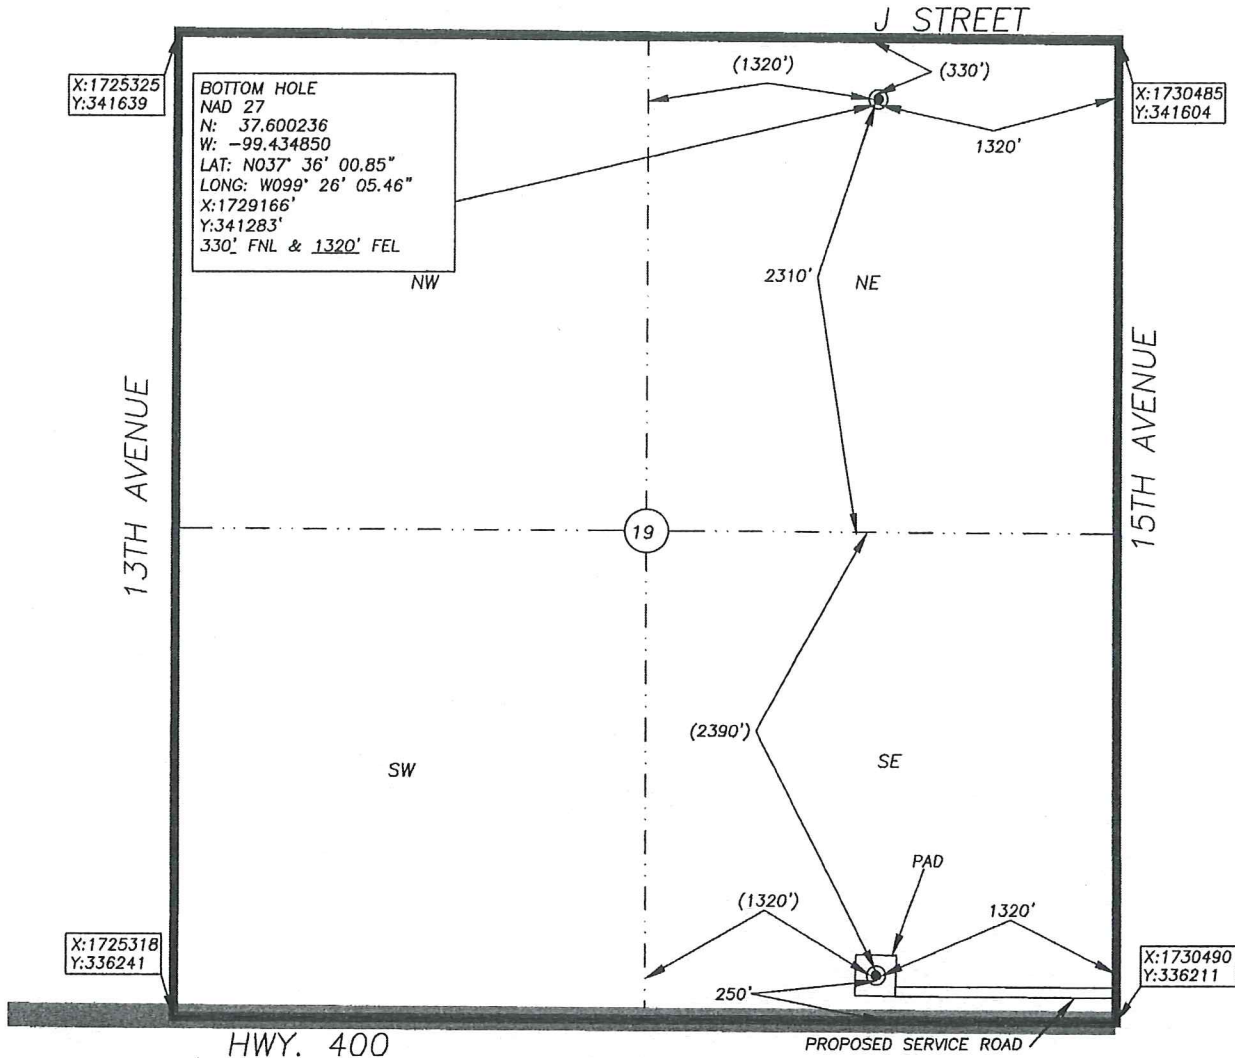 J STREET
X:1725325
Y:341639
BOTTOM HOLE
NAD 27
N: 37.600236
W: -99.434850
LAT: N037° 36' 00.85"
LONG: W099° 26' 05.46"
X:1729166'
Y:341283'
330' FNL & 1320' FEL
(1320')
(330')
1320'
X:1730485
Y:341604
NW
2310'
NE
13TH AVENUE
15TH AVENUE
19
(2390')
SW
SE
PAD
(1320')
1320'
X:1725318
Y:336241
X:1730490
Y:336211
250'
HWY. 400
PROPOSED SERVICE ROAD